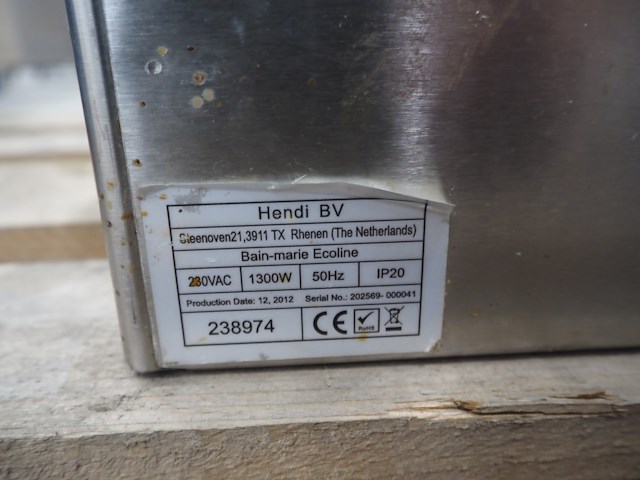 Hendi BV
Steenoven21,3911 TX Rhenen (The Netherlands)
Bain-marie Ecoline
230VAC 1300W 50Hz IP20
Production Date: 12, 2012 Serial No.: 202569- 000041
238974 CE RoHS